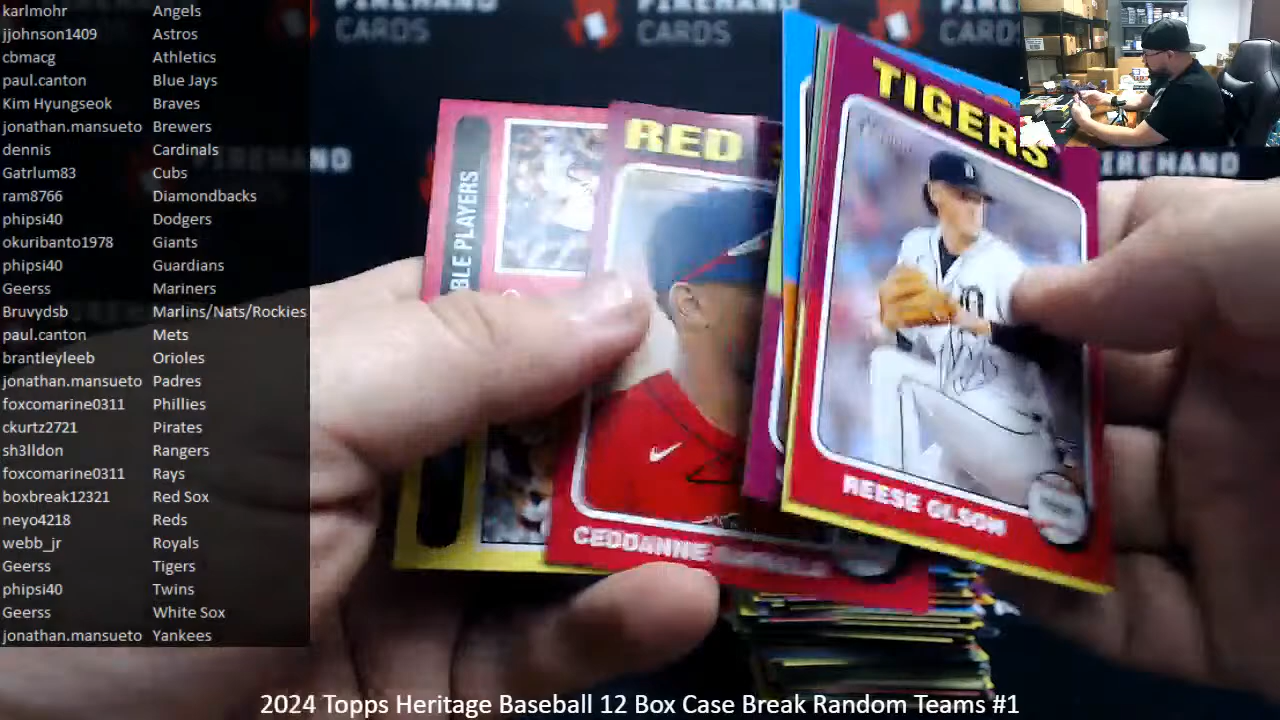 karlmohr Angels
jjohnson1409 Astros
cbmacg Athletics
paul.canton Blue Jays
Kim Hyungseok Braves
jonathan.mansueto Brewers
dennis Cardinals
Gatrlum83 Cubs
ram8766 Diamondbacks
phipsi40 Dodgers
okuribanto1978 Giants
phipsi40 Guardians
Geerss Mariners
Bruvydsb Marlins/Nats/Rockies
paul.canton Mets
brantleyleeb Orioles
jonathan.mansueto Padres
foxcomarine0311 Phillies
ckurtz2721 Pirates
sh3lldon Rangers
foxcomarine0311 Rays
boxbreak12321 Red Sox
neyo4218 Reds
webb_jr Royals
Geerss Tigers
phipsi40 Twins
Geerss White Sox
jonathan.mansueto Yankees
FIREHAND CARDS
FIREHAND CARDS
CARDS
FIREHAND
BLE PLAYERS
RED
CEDDANNE
TIGERS
REESE OLSON
2024 Topps Heritage Baseball 12 Box Case Break Random Teams #1